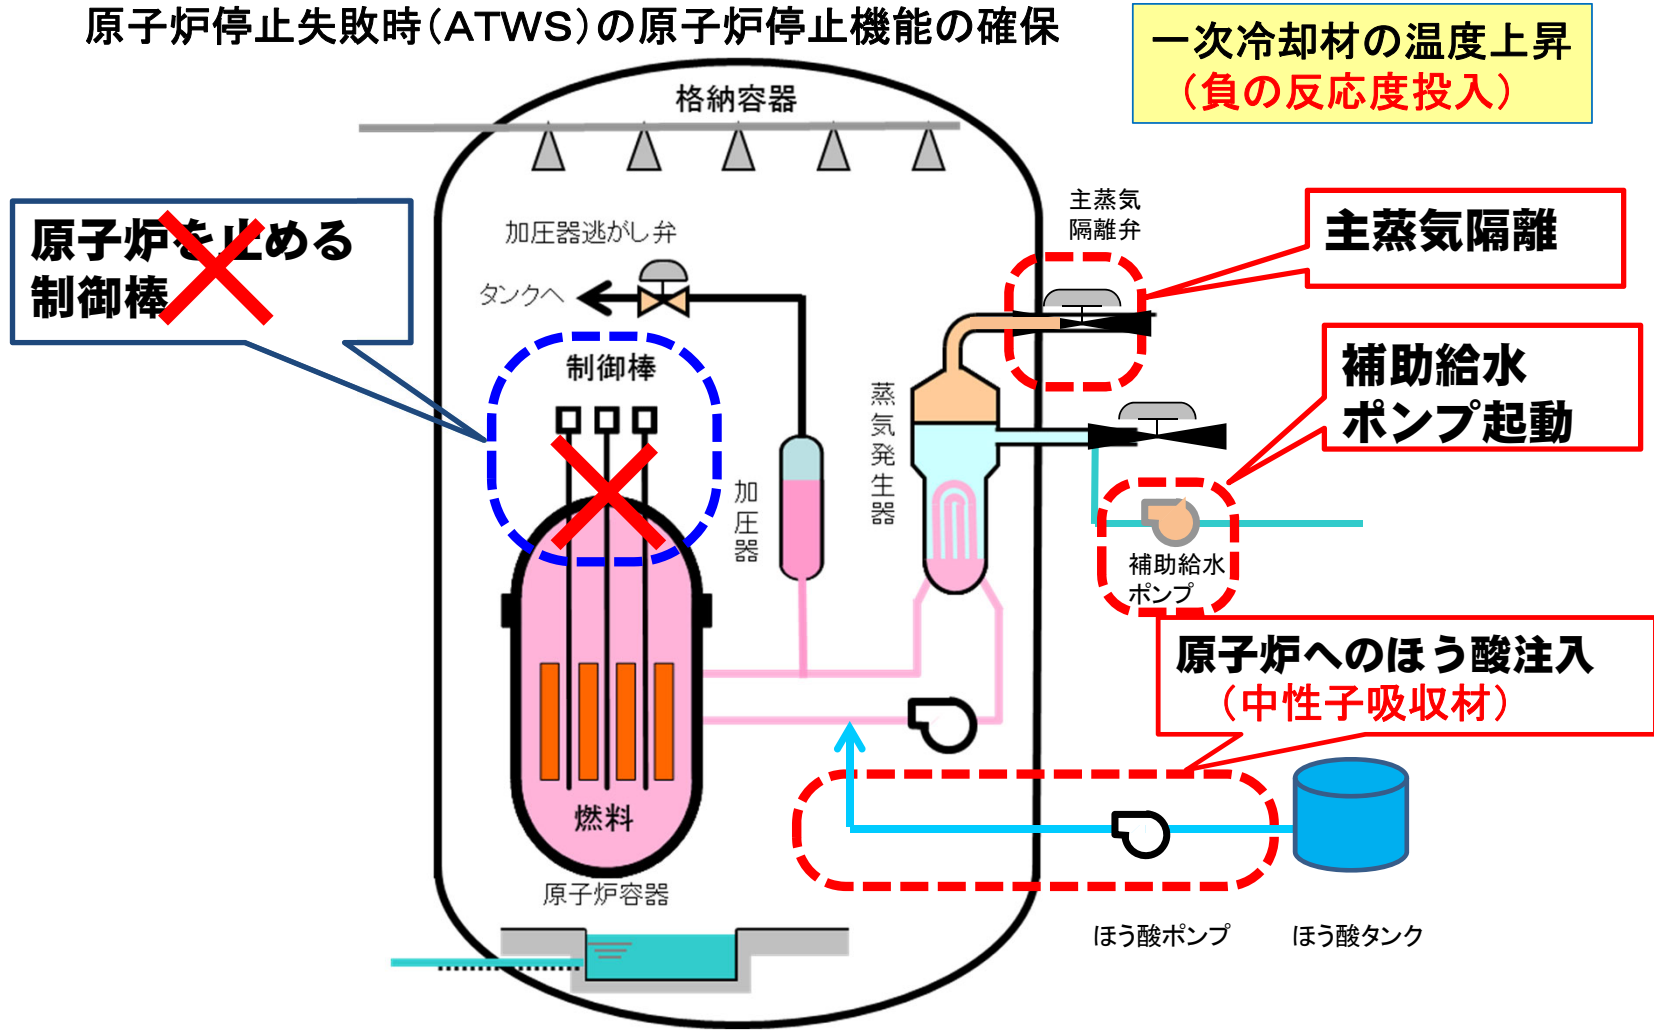 原子炉停止失敗時(ATWS)の原子炉停止機能の確保
一次冷却材の温度上昇
(負の反応度投入)
格納容器
原子炉を止める
制御棒
加圧器逃がし弁
タンクへ
制御棒
主蒸気
隔離弁
主蒸気隔離
補助給水
ポンプ起動
蒸気発生器
加圧器
補助給水
ポンプ
原子炉へのほう酸注入
(中性子吸収材)
燃料
原子炉容器
ほう酸ポンプ
ほう酸タンク